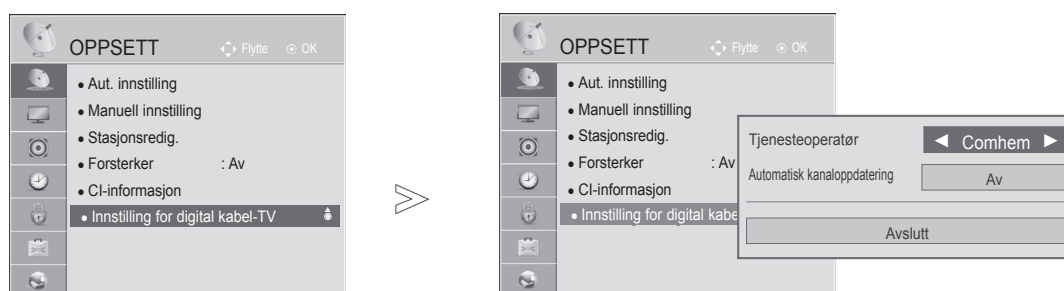 OPPSETT Flytte OK
• Aut. innstilling
• Manuell innstilling
• Stasjonsredig.
• Forsterker : Av
• CI-informasjon
• Innstilling for digital kabel-TV
OPPSETT Flytte OK
• Aut. innstilling
• Manuell innstilling
• Stasjonsredig.
• Forsterker : Av
• CI-informasjon
• Innstilling for digital kabe
Tjenesteoperatør ◄ Comhem ►
Automatisk kanaloppdatering Av
Avslutt